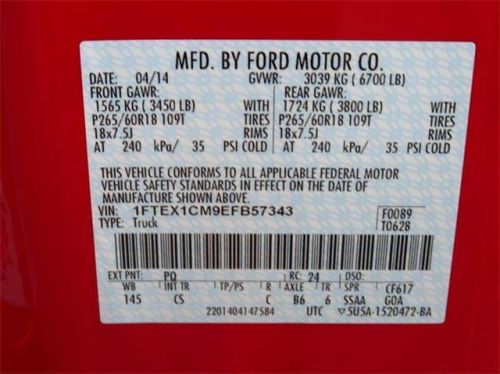 MFD. BY FORD MOTOR CO.
DATE: 04/14 GVWR: 3039 KG (6700 LB)
FRONT GAWR: REAR GAWR:
1565 KG (3450 LB) WITH 1724 KG (3800 LB) WITH
P265/60R18 109T TIRES P265/60R18 109T TIRES
18x7.5J RIMS 18x7.5J RIMS
AT 240 kPa/ 35 PSI COLD AT 240 kPa/ 35 PSI COLD
THIS VEHICLE CONFORMS TO ALL APPLICABLE FEDERAL MOTOR
VEHICLE SAFETY STANDARDS IN EFFECT ON THE DATE OF
MANUFACTURE SHOWN ABOVE.
VIN: 1FTEX1CM9EFB57343 F0089
TYPE: Truck T0628
EXT PNT: PQ RC: 24 DSO:
WB INT TR TP/PS R AXLE TR SPR CF617
145 CS C B6 6 SSAA GOA
2201404147584 UTC ▽5U5A-1520472-BA